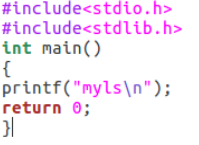 #include<stdio.h>
#include<stdlib.h>
int main()
{
printf("myls\n");
return 0;
}